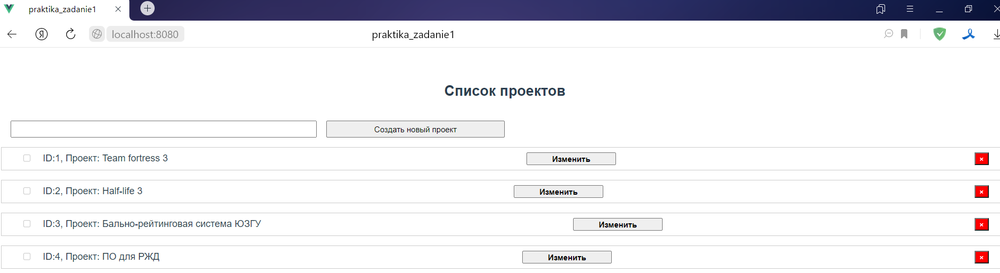 praktika_zadanie1
localhost:8080 praktika_zadanie1
Список проектов
Создать новый проект
ID:1, Проект: Team fortress 3 Изменить ×
ID:2, Проект: Half-life 3 Изменить ×
ID:3, Проект: Бально-рейтинговая система ЮЗГУ Изменить ×
ID:4, Проект: ПО для РЖД Изменить ×